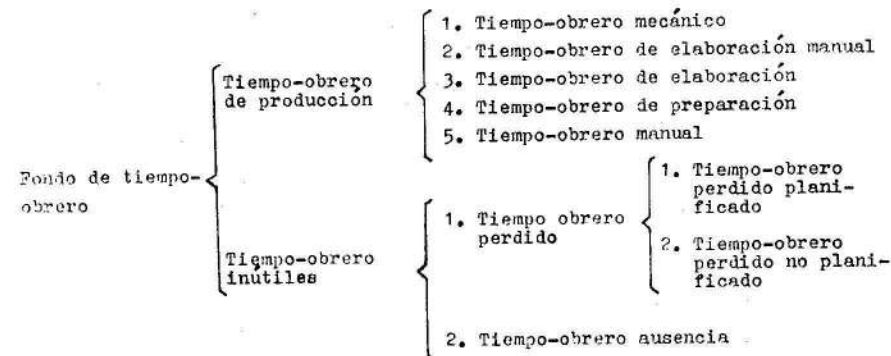 Fondo de tiempo-
obrero
Tiempo-obrero
de producción
1. Tiempo-obrero mecánico
2. Tiempo-obrero de elaboración manual
3. Tiempo-obrero de elaboración
4. Tiempo-obrero de preparación
5. Tiempo-obrero manual
Tiempo-obrero
inútiles
1. Tiempo obrero
perdido
1. Tiempo-obrero
perdido plani-
ficado
2. Tiempo-obrero
perdido no plani-
ficado
2. Tiempo-obrero ausencia